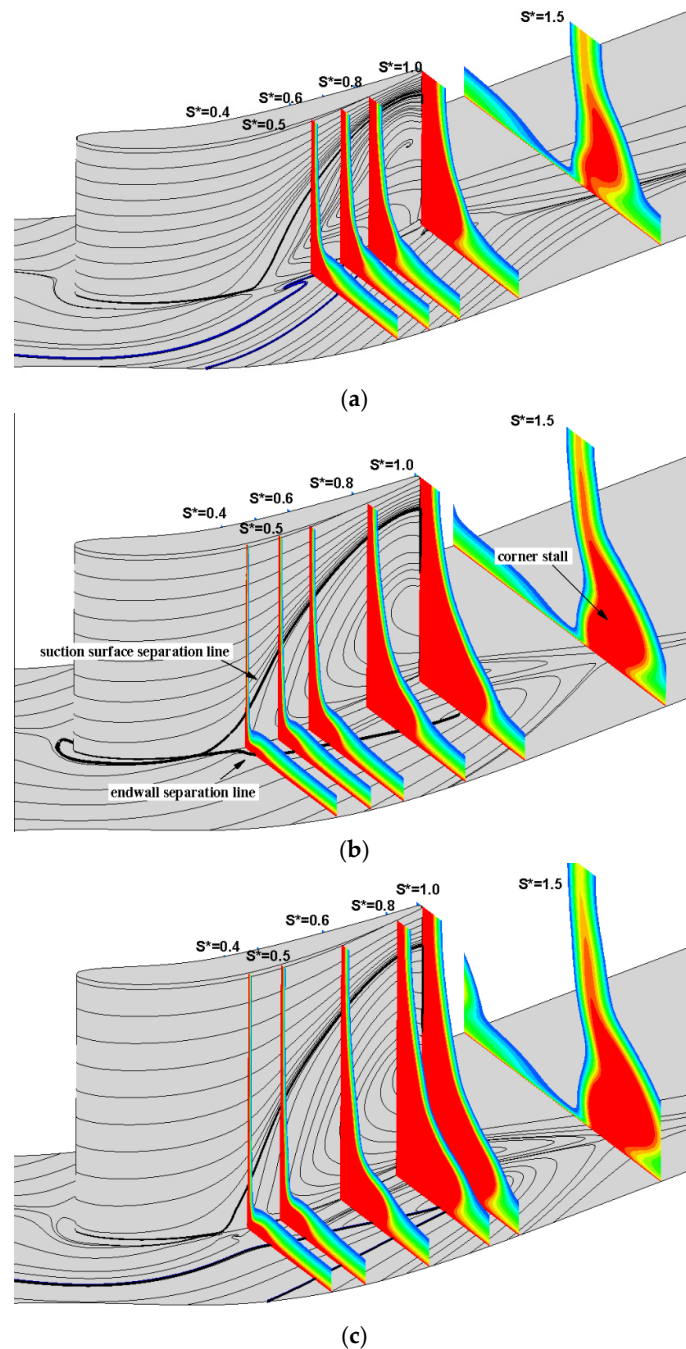 S*=1.5
S*=1.0
S*=0.8
S*=0.6
S*=0.4
S*=0.5
(a)
S*=1.5
S*=1.0
S*=0.8
S*=0.6
S*=0.4
S*=0.5
corner stall
suction surface separation line
endwall separation line
(b)
S*=1.0
S*=1.5
S*=0.8
S*=0.6
S*=0.4
S*=0.5
(c)